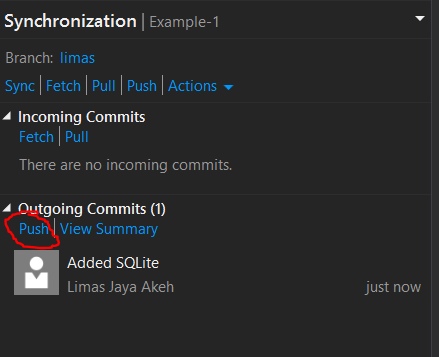 Synchronization | Example-1
Branch: limas
Sync | Fetch | Pull | Push | Actions
Incoming Commits
Fetch | Pull
There are no incoming commits.
Outgoing Commits (1)
Push | View Summary
Added SQLite
Limas Jaya Akeh just now